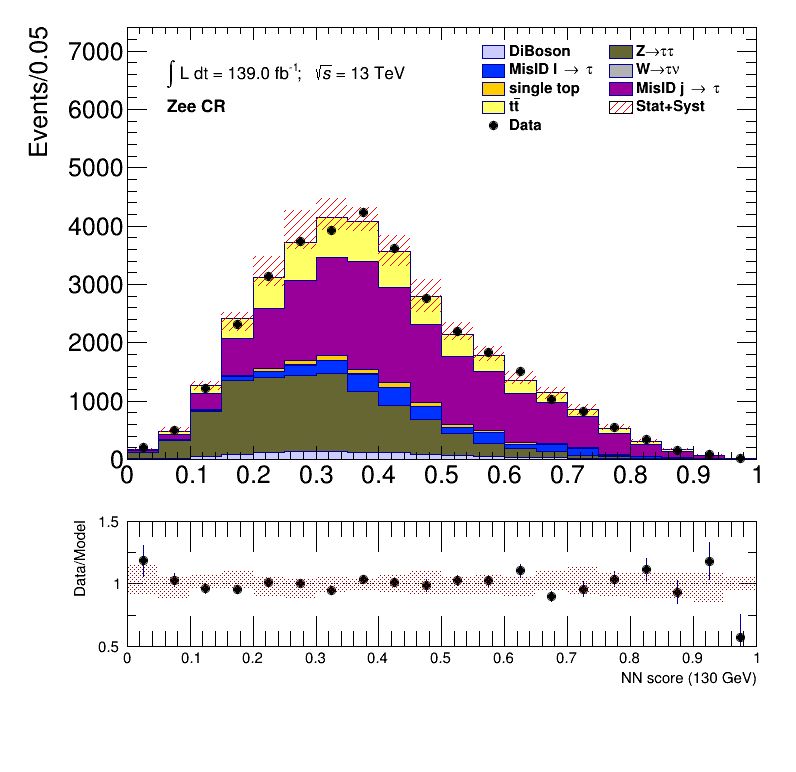 Events/0.05
7000
6000
5000
4000
3000
2000
1000
0
∫ L dt = 139.0 fb⁻¹; √s = 13 TeV
Zee CR
DiBoson
MisID l → τ
single top
tt̄
Data
Z→ττ
W→τν
MisID j → τ
Stat+Syst
0 0.1 0.2 0.3 0.4 0.5 0.6 0.7 0.8 0.9 1
Data/Model
1.5
1
0.5
0 0.1 0.2 0.3 0.4 0.5 0.6 0.7 0.8 0.9 1
NN score (130 GeV)